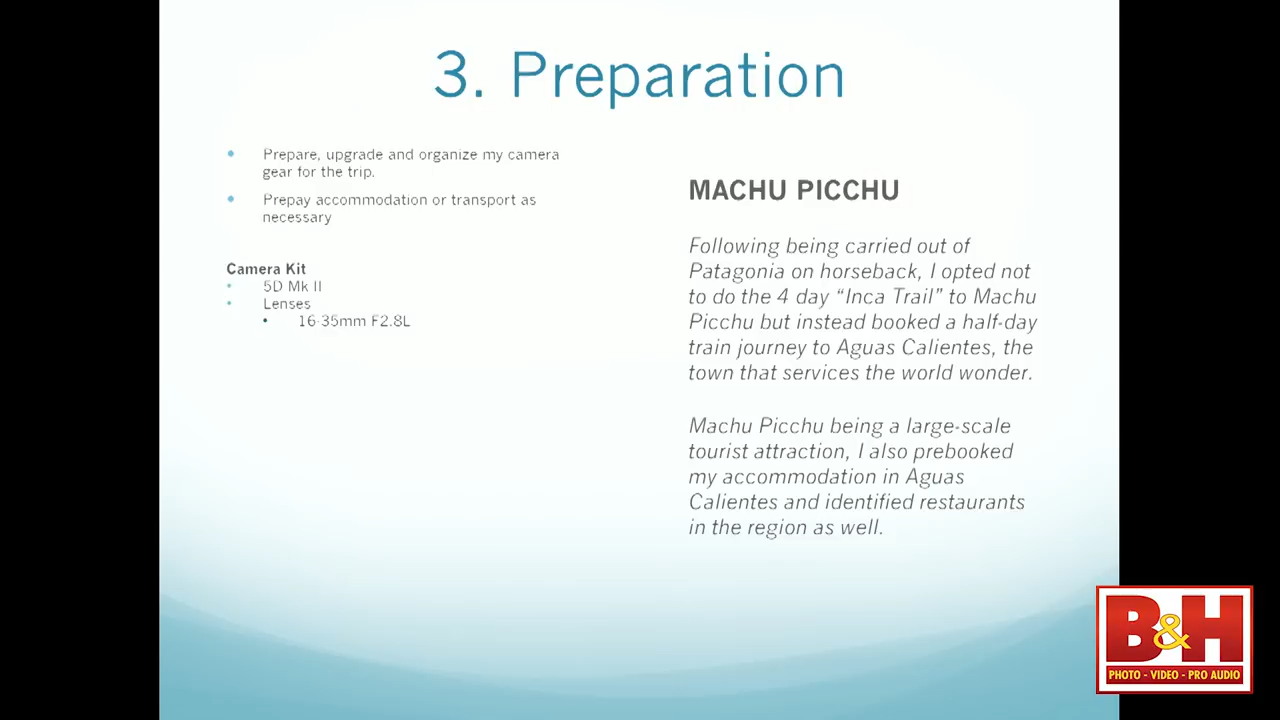 3. Preparation
Prepare, upgrade and organize my camera
gear for the trip.
Prepay accommodation or transport as
necessary
Camera Kit
5D Mk II
Lenses
16-35mm F2.8L
MACHU PICCHU
Following being carried out of
Patagonia on horseback, I opted not
to do the 4 day “Inca Trail” to Machu
Picchu but instead booked a half-day
train journey to Aguas Calientes, the
town that services the world wonder.
Machu Picchu being a large-scale
tourist attraction, I also prebooked
my accommodation in Aguas
Calientes and identified restaurants
in the region as well.
B&H
PHOTO - VIDEO - PRO AUDIO